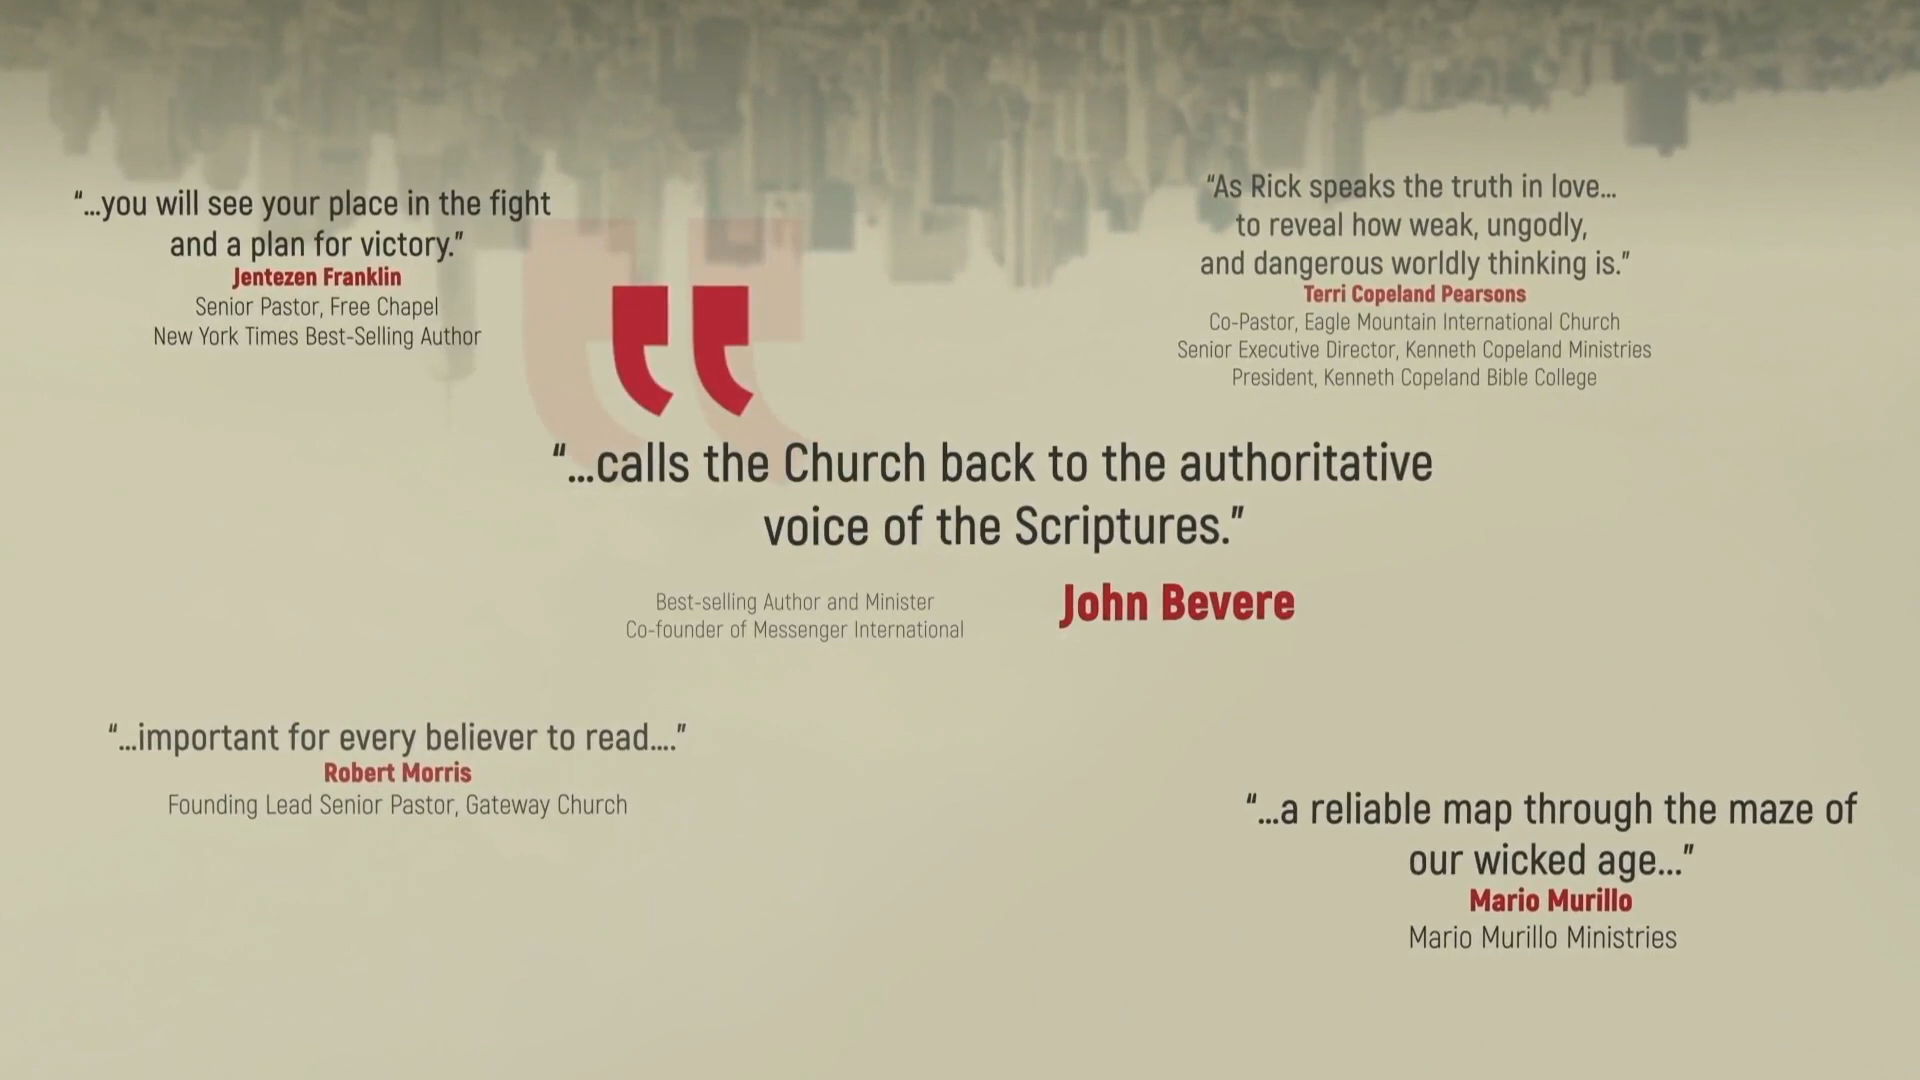 “...you will see your place in the fight
and a plan for victory.”
Jentezen Franklin
Senior Pastor, Free Chapel
New York Times Best-Selling Author
“As Rick speaks the truth in love...
to reveal how weak, ungodly,
and dangerous worldly thinking is.”
Terri Copeland Pearsons
Co-Pastor, Eagle Mountain International Church
Senior Executive Director, Kenneth Copeland Ministries
President, Kenneth Copeland Bible College
“...calls the Church back to the authoritative
voice of the Scriptures.”
John Bevere
Best-selling Author and Minister
Co-founder of Messenger International
“...important for every believer to read....”
Robert Morris
Founding Lead Senior Pastor, Gateway Church
“...a reliable map through the maze of
our wicked age...”
Mario Murillo
Mario Murillo Ministries